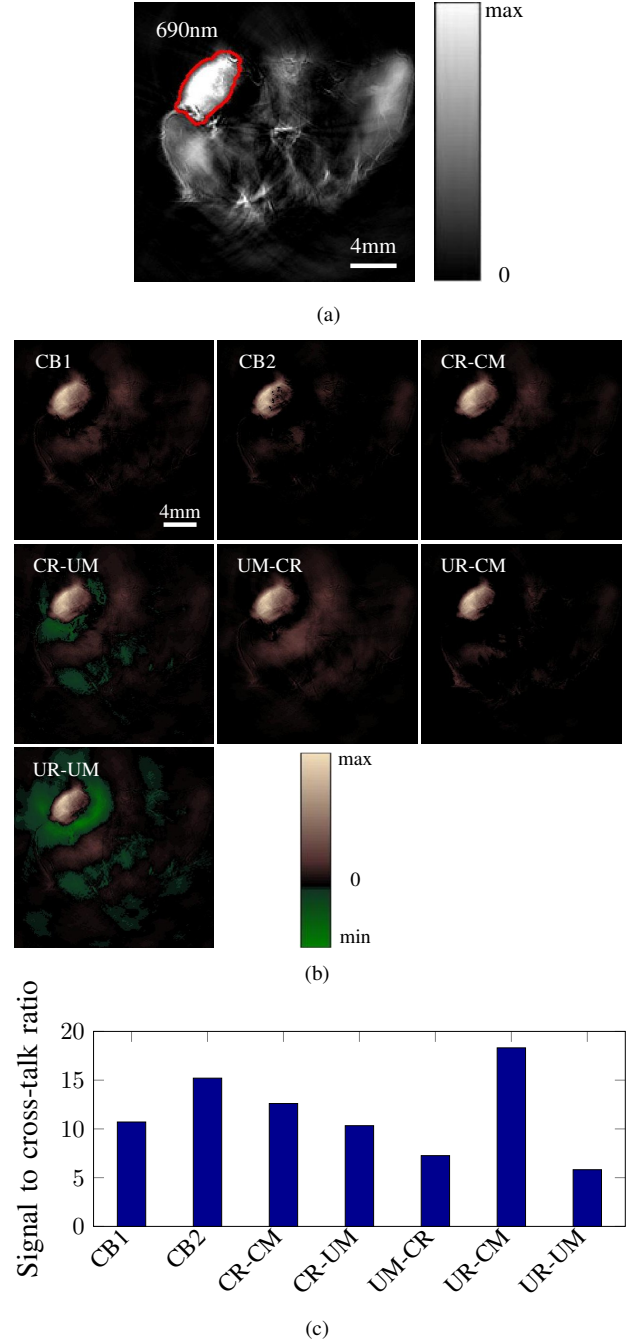 690nm
max
4mm
0
(a)
CB1
CB2
CR-CM
4mm
CR-UM
UM-CR
UR-CM
UR-UM
max
0
min
(b)
Signal to cross-talk ratio
20
15
10
5
0
CB1
CB2
CR-CM
CR-UM
UM-CR
UR-CM
UR-UM
(c)